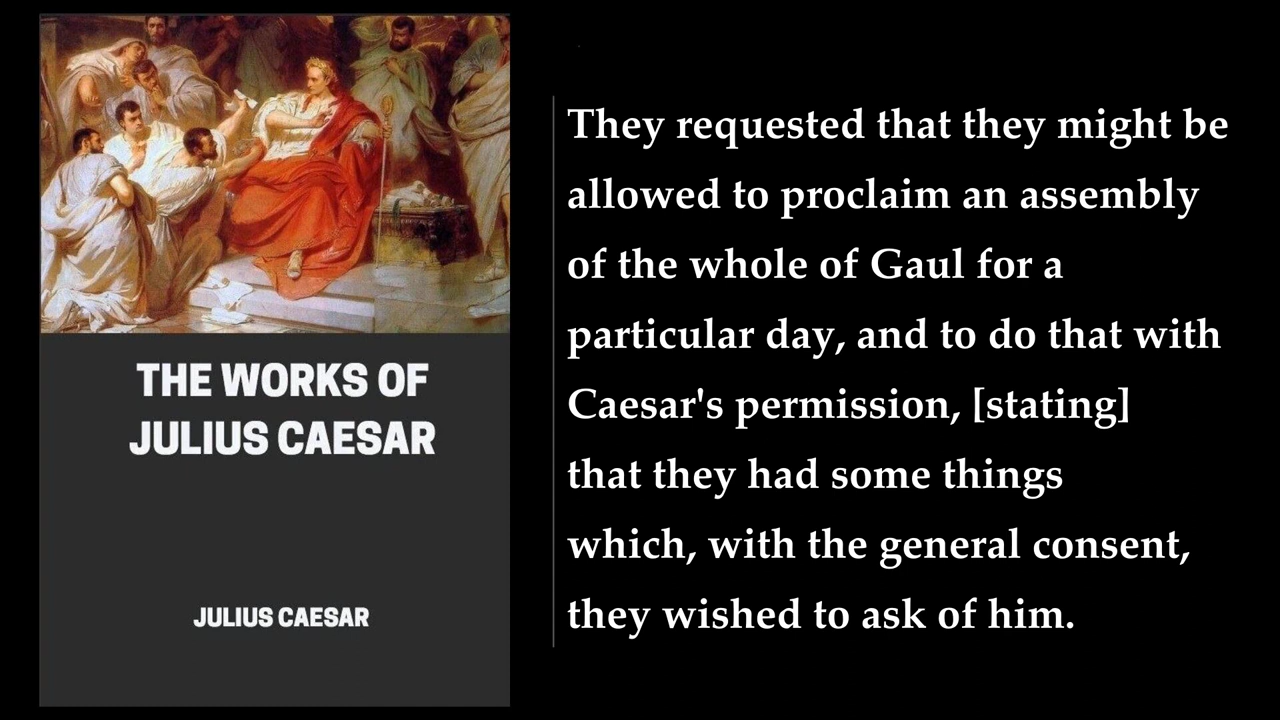 THE WORKS OF
JULIUS CAESAR
JULIUS CAESAR
They requested that they might be
allowed to proclaim an assembly
of the whole of Gaul for a
particular day, and to do that with
Caesar's permission, [stating]
that they had some things
which, with the general consent,
they wished to ask of him.